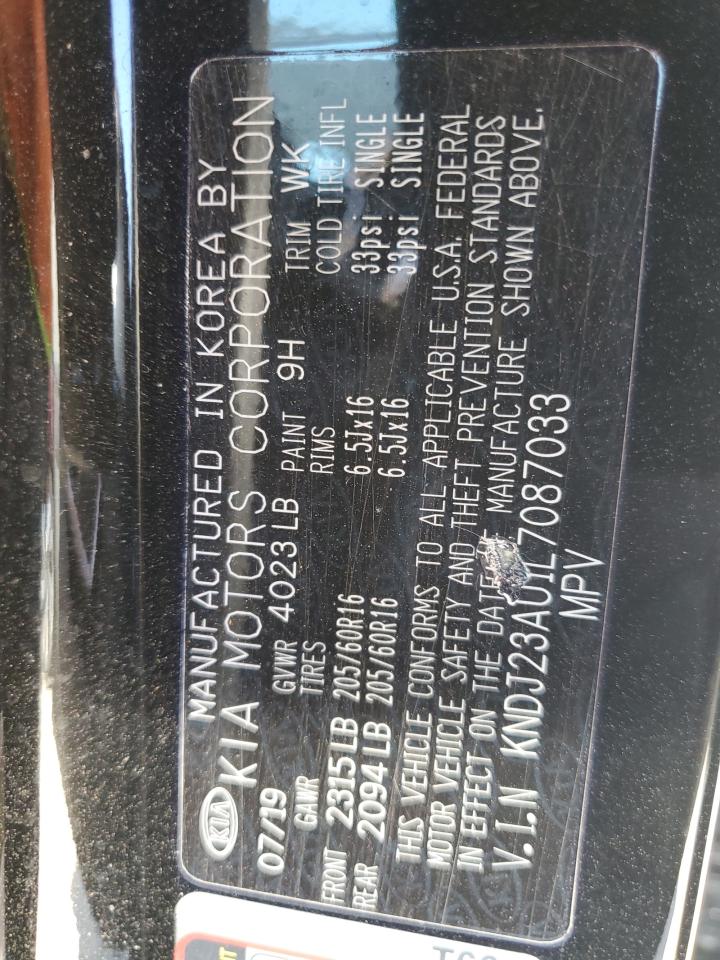 MANUFACTURED IN KOREA BY
KIA KIA MOTORS CORPORATION
07/19 GVWR 4023 LB PAINT 9H TRIM WK
GAWR TIRES RIMS COLD TIRE INFL
FRONT 2315 LB 205/60R16 6.5Jx16 33psi SINGLE
REAR 2094 LB 205/60R16 6.5Jx16 33psi SINGLE
THIS VEHICLE CONFORMS TO ALL APPLICABLE U.S.A. FEDERAL
MOTOR VEHICLE SAFETY AND THEFT PREVENTION STANDARDS
IN EFFECT ON THE DATE MANUFACTURE SHOWN ABOVE.
V.I.N KNDJ23AU1L7087033
MPV